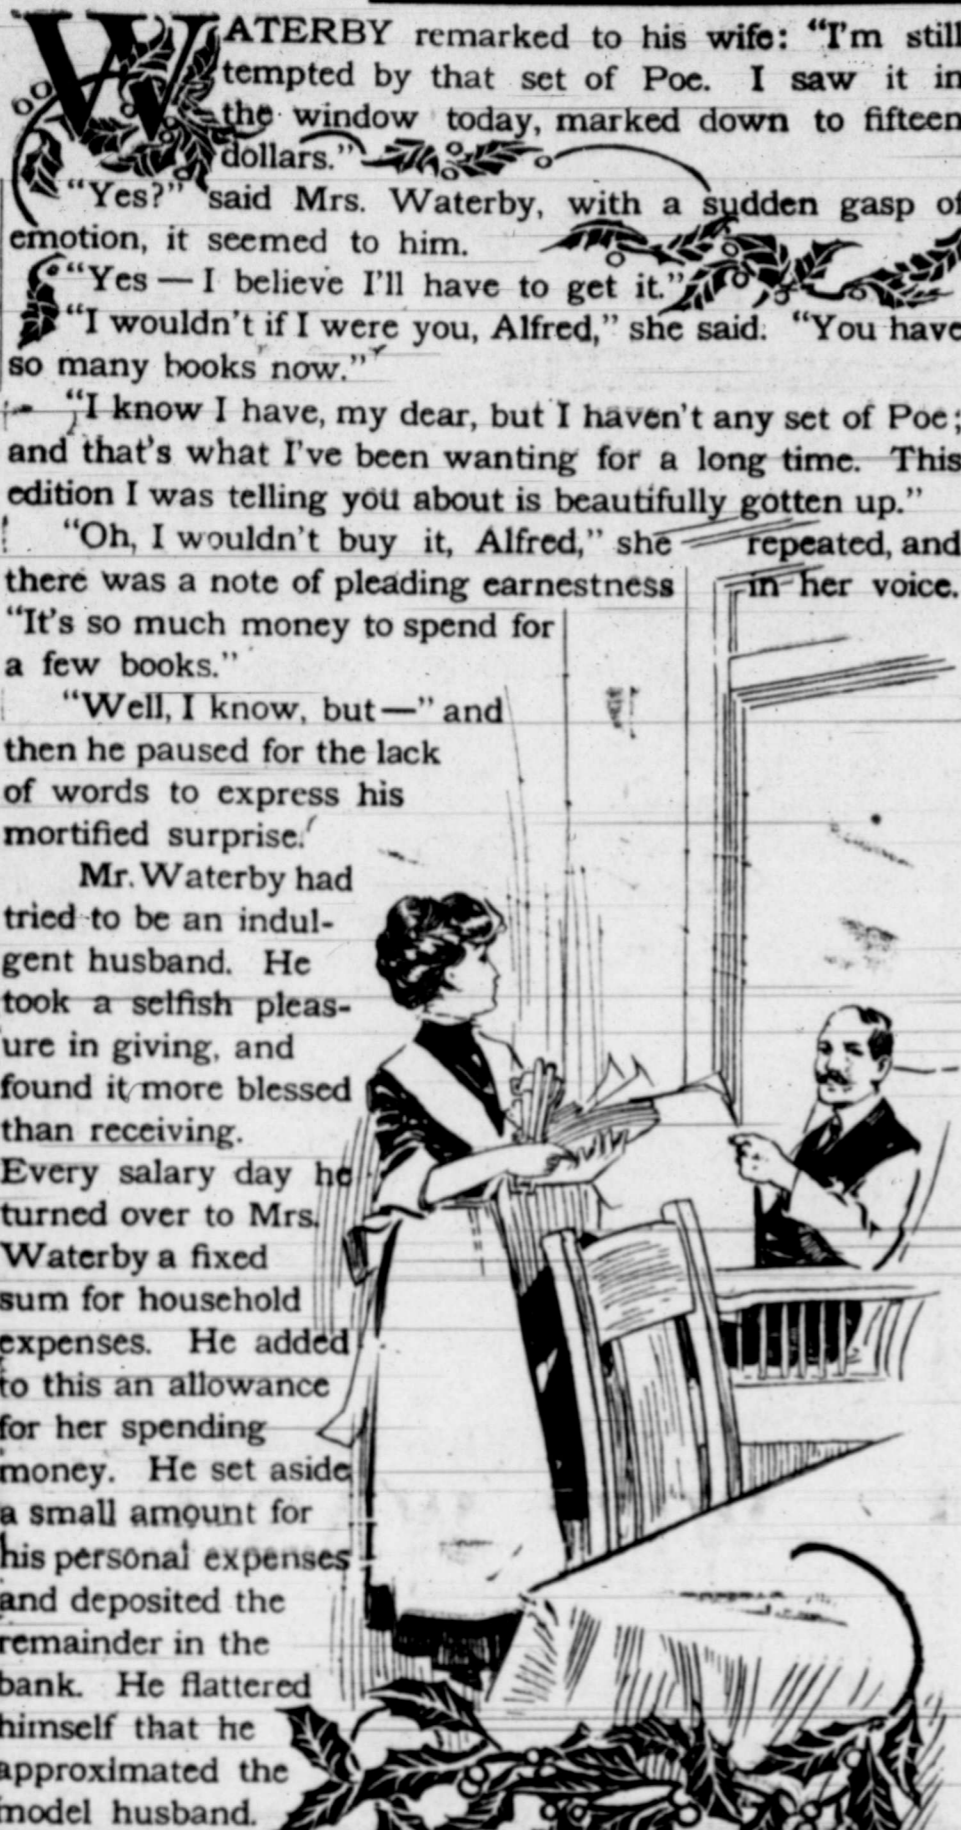 WATERBY remarked to his wife: "I'm still
tempted by that set of Poe. I saw it in
the window today, marked down to fifteen
dollars."
"Yes?" said Mrs. Waterby, with a sudden gasp of
emotion, it seemed to him.
"Yes — I believe I'll have to get it."
"I wouldn't if I were you, Alfred," she said. "You have
so many books now."
"I know I have, my dear, but I haven't any set of Poe;
and that's what I've been wanting for a long time. This
edition I was telling you about is beautifully gotten up."
"Oh, I wouldn't buy it, Alfred," she repeated, and
there was a note of pleading earnestness in her voice.
"It's so much money to spend for
a few books."
"Well, I know, but—" and
then he paused for the lack
of words to express his
mortified surprise.
Mr. Waterby had
tried to be an indul-
gent husband. He
took a selfish pleas-
ure in giving, and
found it more blessed
than receiving.
Every salary day he
turned over to Mrs.
Waterby a fixed
sum for household
expenses. He added
to this an allowance
for her spending
money. He set aside
a small amount for
his personal expenses
and deposited the
remainder in the
bank. He flattered
himself that he
approximated the
model husband.